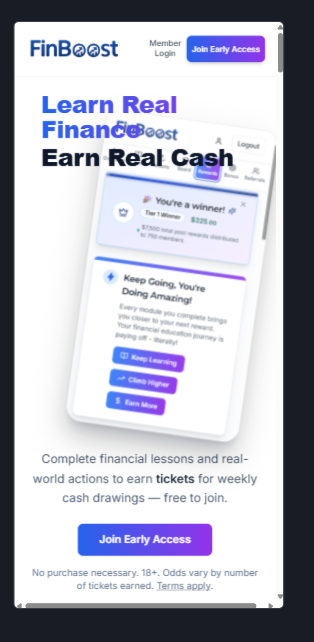 FinBoost
Member
Login
Join Early Access
Learn Real
Finance
Earn Real Cash
FinBoost
Logout
Board
Rewards
Bonus
Referrals
🎉 You're a winner! 🎉
Tier 1 Winner
$325.00
$7,500 total pool rewards distributed
to 750 members
Keep Going, You're
Doing Amazing!
Every module you complete brings
you closer to your next reward.
Your financial education journey is
paying off – literally!
Keep Learning
Climb Higher
$ Earn More
Complete financial lessons and real-
world actions to earn tickets for weekly
cash drawings — free to join.
Join Early Access
No purchase necessary. 18+. Odds vary by number
of tickets earned. Terms apply.